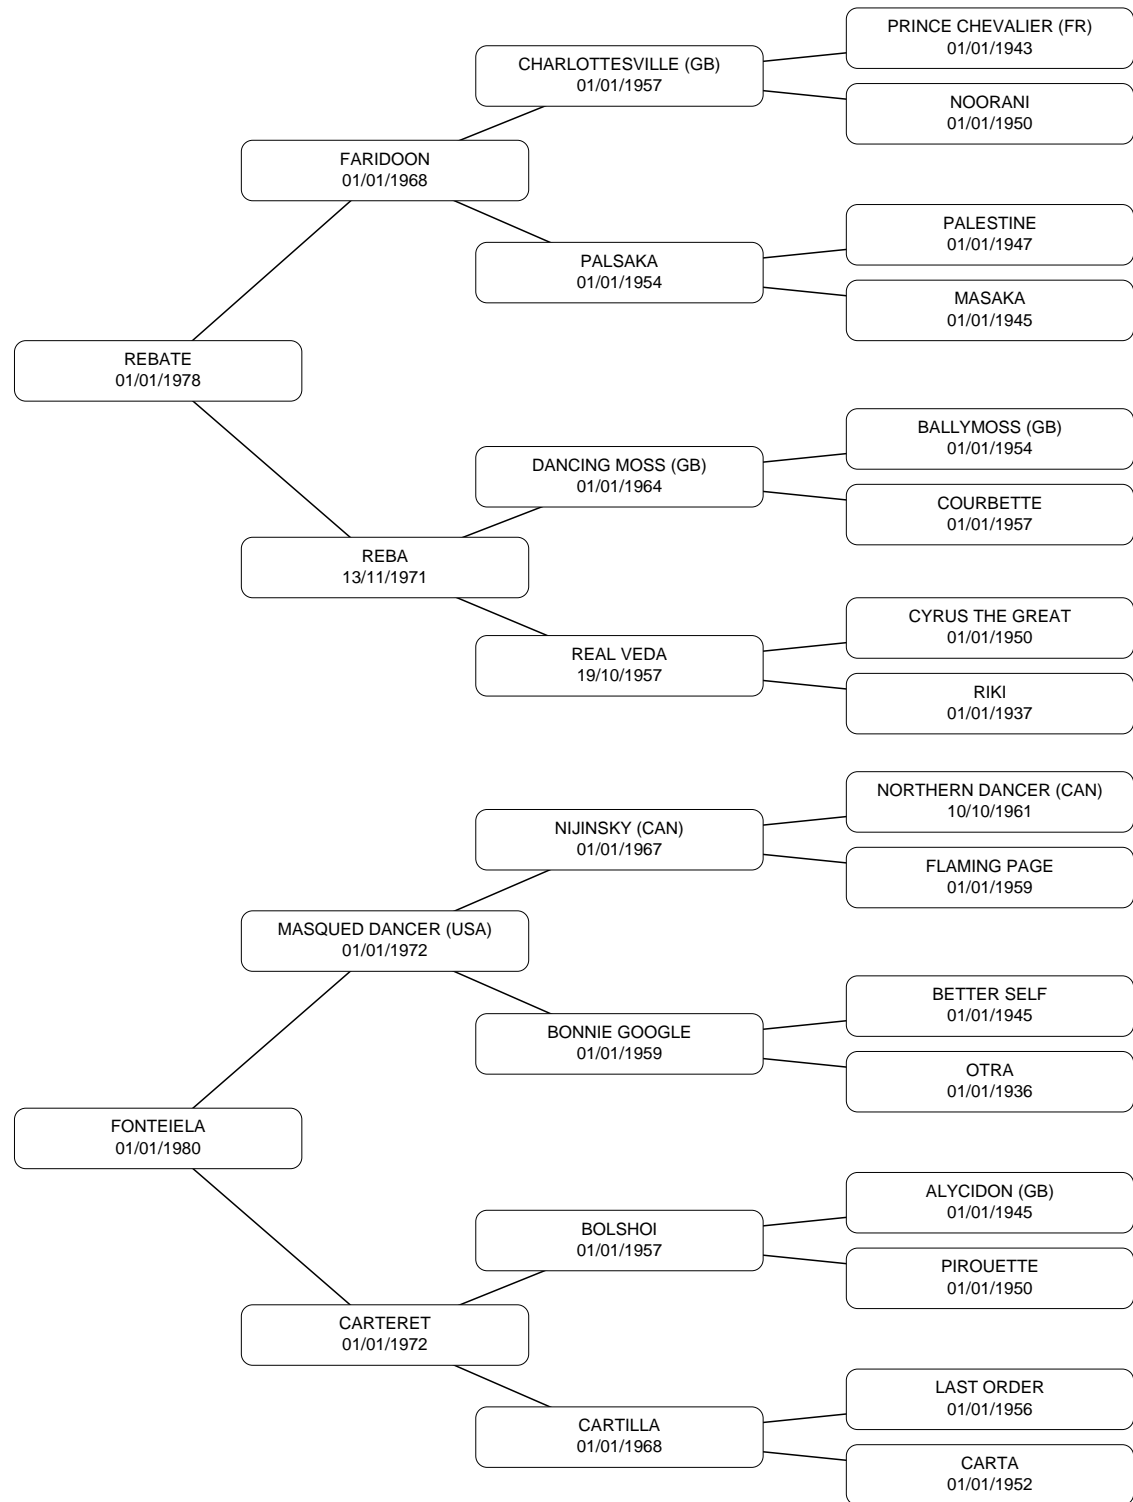 PRINCE CHEVALIER (FR)
01/01/1943
CHARLOTTESVILLE (GB)
01/01/1957
NOORANI
01/01/1950
FARIDOON
01/01/1968
PALESTINE
01/01/1947
PALSAKA
01/01/1954
MASAKA
01/01/1945
REBATE
01/01/1978
BALLYMOSS (GB)
01/01/1954
DANCING MOSS (GB)
01/01/1964
COURBETTE
01/01/1957
REBA
13/11/1971
CYRUS THE GREAT
01/01/1950
REAL VEDA
19/10/1957
RIKI
01/01/1937
NORTHERN DANCER (CAN)
10/10/1961
NIJINSKY (CAN)
01/01/1967
FLAMING PAGE
01/01/1959
MASQUED DANCER (USA)
01/01/1972
BETTER SELF
01/01/1945
BONNIE GOOGLE
01/01/1959
OTRA
01/01/1936
FONTEIELA
01/01/1980
ALYCIDON (GB)
01/01/1945
BOLSHOI
01/01/1957
PIROUETTE
01/01/1950
CARTERET
01/01/1972
LAST ORDER
01/01/1956
CARTILLA
01/01/1968
CARTA
01/01/1952